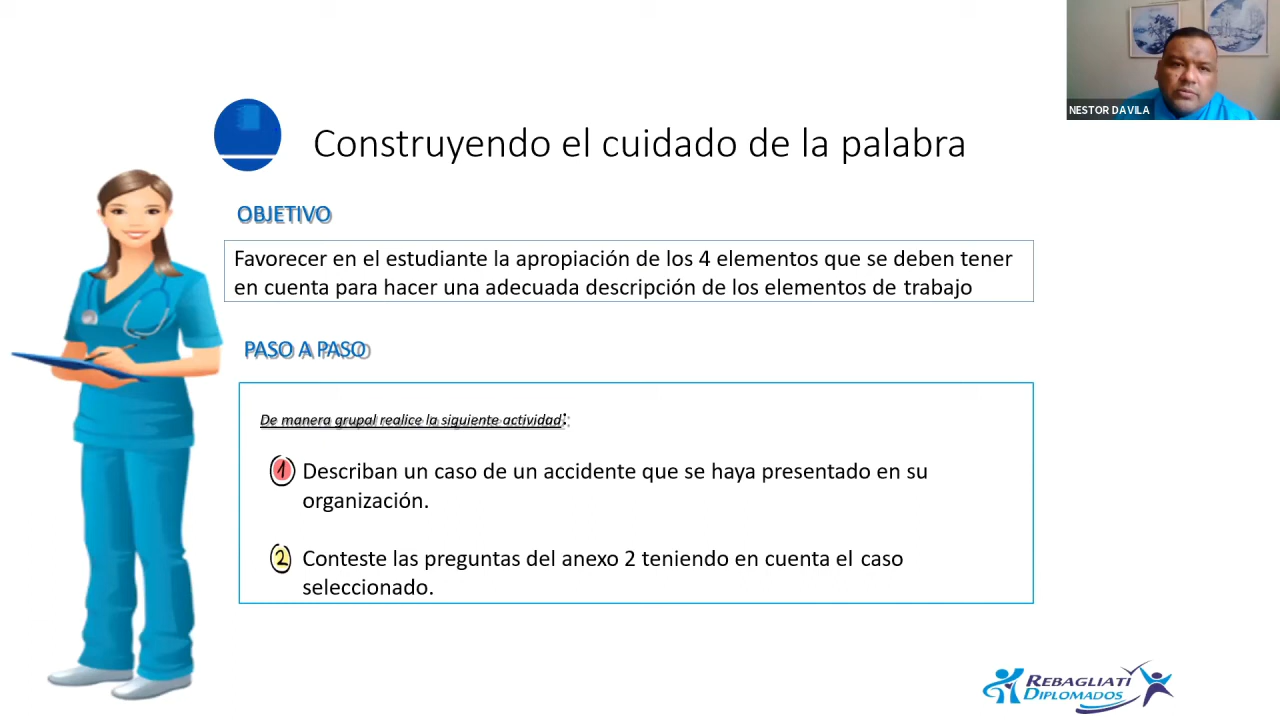 NESTOR DAVILA
Construyendo el cuidado de la palabra
OBJETIVO
Favorecer en el estudiante la apropiación de los 4 elementos que se deben tener
en cuenta para hacer una adecuada descripción de los elementos de trabajo
PASO A PASO
De manera grupal realice la siguiente actividad:
1 Describan un caso de un accidente que se haya presentado en su
organización.
2 Conteste las preguntas del anexo 2 teniendo en cuenta el caso
seleccionado.
REBAGLIATI
DIPLOMADOS